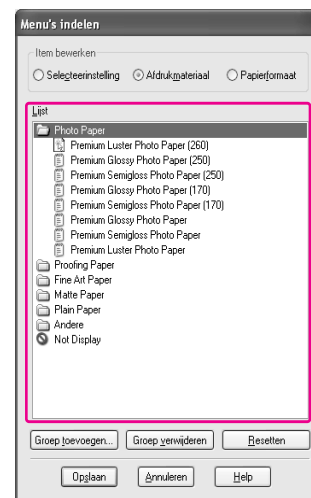 Menu's indelen
Item bewerken
Selecteerinstelling Afdrukmateriaal Papierformaat
Lijst
Photo Paper
Premium Luster Photo Paper (260)
Premium Glossy Photo Paper (250)
Premium Semigloss Photo Paper (250)
Premium Glossy Photo Paper (170)
Premium Semigloss Photo Paper (170)
Premium Glossy Photo Paper
Premium Semigloss Photo Paper
Premium Luster Photo Paper
Proofing Paper
Fine Art Paper
Matte Paper
Plain Paper
Andere
Not Display
Groep toevoegen... Groep verwijderen Resetten
Opslaan Annuleren Help